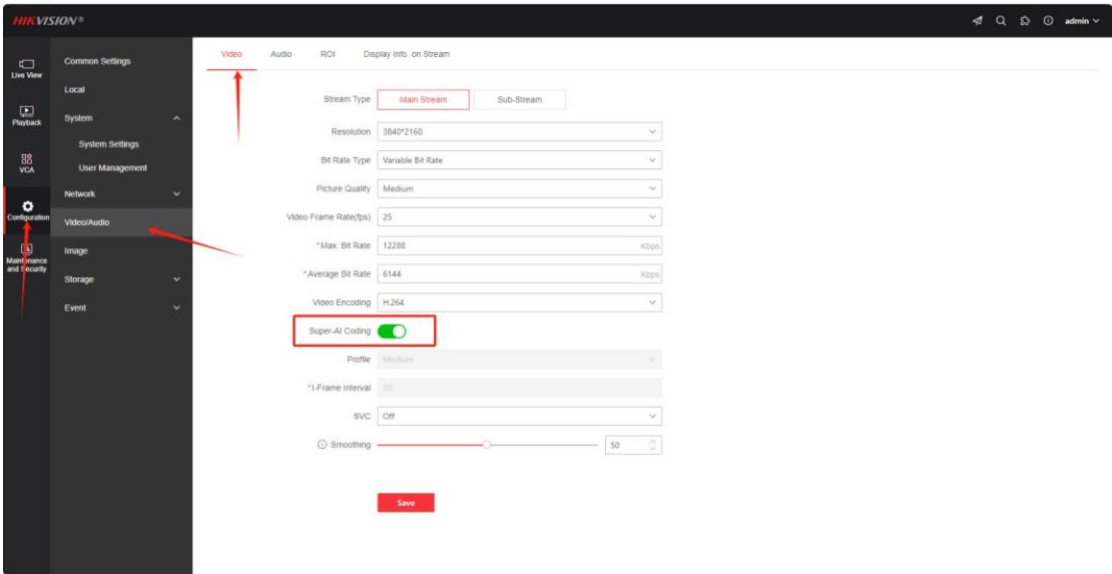 HIKVISION®
admin
Live View
Playback
VCA
Configuration
Maintenance
and Security
Common Settings
Local
System
System Settings
User Management
Network
Video/Audio
Image
Storage
Event
Video Audio ROI Display Info. on Stream
Stream Type Main Stream Sub-Stream
Resolution 3840*2160
Bit Rate Type Variable Bit Rate
Picture Quality Medium
Video Frame Rate(fps) 25
*Max. Bit Rate 12288 Kbps
*Average Bit Rate 6144 Kbps
Video Encoding H.264
Super-AI Coding
Profile Medium
*I-Frame Interval 50
SVC Off
Smoothing 50
Save